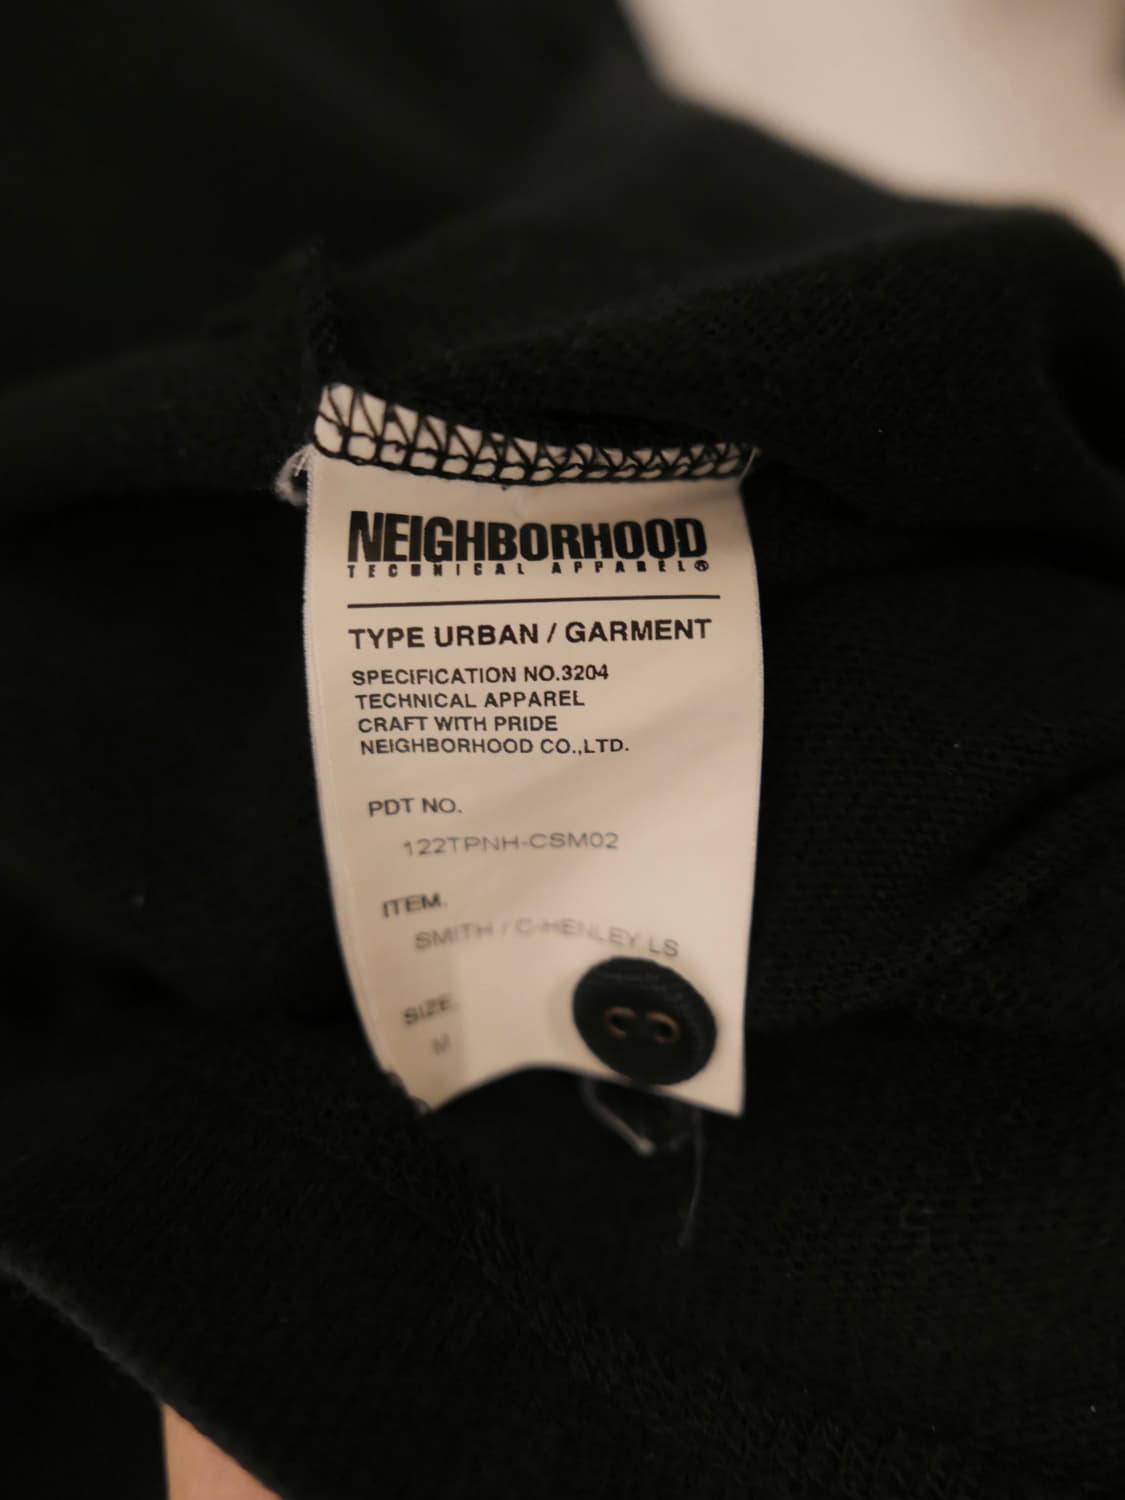 NEIGHBORHOOD
TECHNICAL APPAREL®
TYPE URBAN / GARMENT
SPECIFICATION NO.3204
TECHNICAL APPAREL
CRAFT WITH PRIDE
NEIGHBORHOOD CO.,LTD.
PDT NO.
122TPNH-CSM02
ITEM.
SMITH / C-HENLEY LS
SIZE.
M